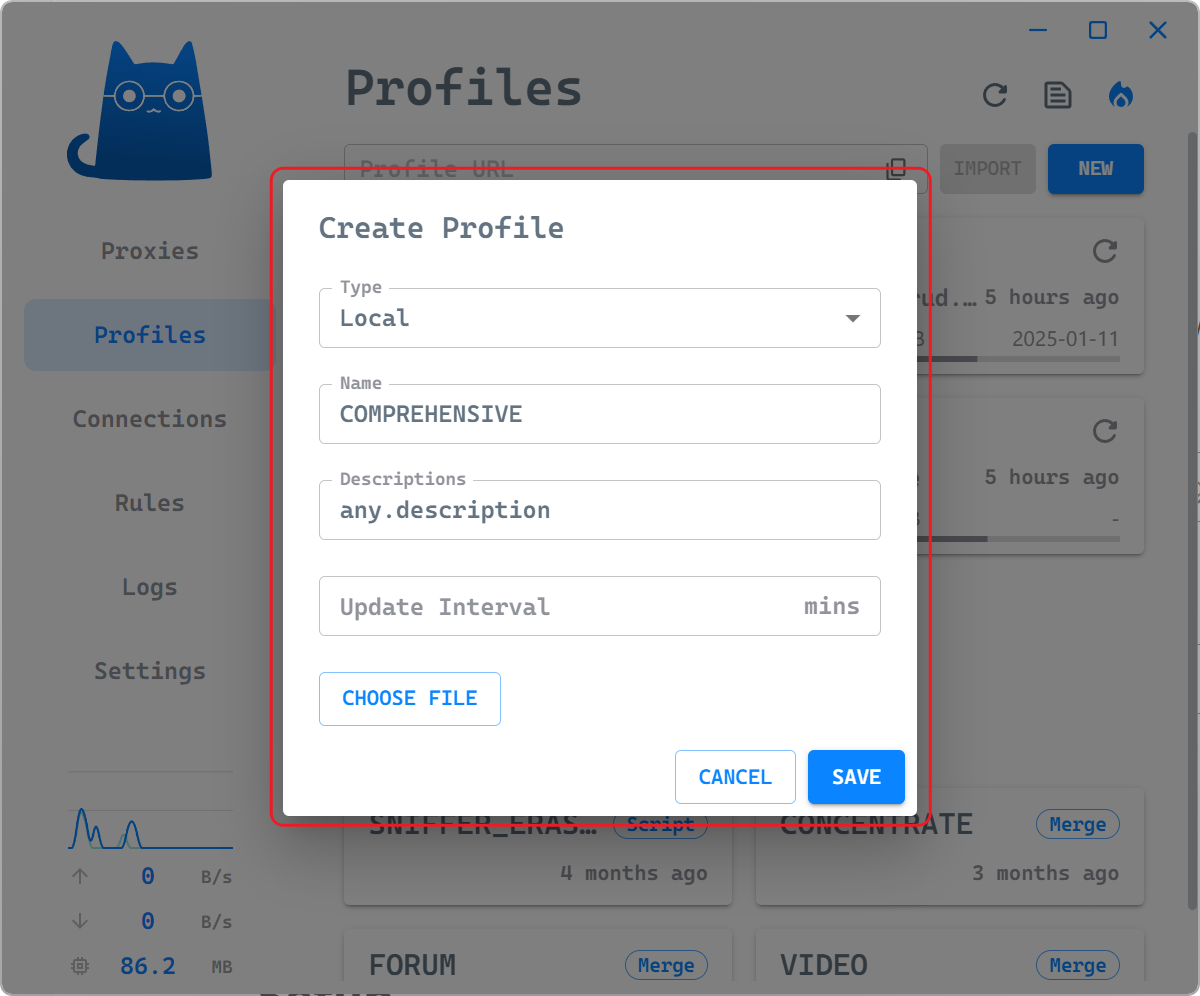 Profiles
Profile URL
IMPORT
NEW
Proxies
Profiles
Connections
Rules
Logs
Settings
0 B/s
0 B/s
86.2 MB
Create Profile
Type
Local
Name
COMPREHENSIVE
Descriptions
any.description
Update Interval mins
CHOOSE FILE
CANCEL SAVE
5 hours ago
2025-01-11
5 hours ago
-
SNIFFER_ERAS… Script
4 months ago
CONCENTRATE Merge
3 months ago
FORUM Merge
VIDEO Merge